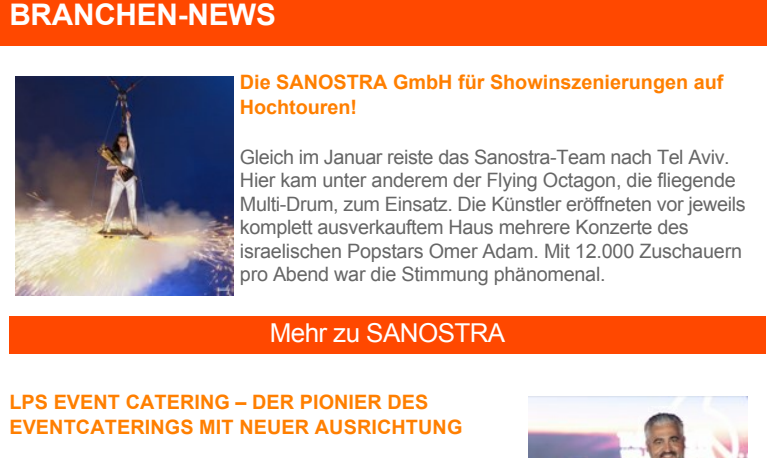 BRANCHEN-NEWS
Die SANOSTRA GmbH für Showinszenierungen auf
Hochtouren!
Gleich im Januar reiste das Sanostra-Team nach Tel Aviv.
Hier kam unter anderem der Flying Octagon, die fliegende
Multi-Drum, zum Einsatz. Die Künstler eröffneten vor jeweils
komplett ausverkauftem Haus mehrere Konzerte des
israelischen Popstars Omer Adam. Mit 12.000 Zuschauern
pro Abend war die Stimmung phänomenal.
Mehr zu SANOSTRA
LPS EVENT CATERING – DER PIONIER DES
EVENTCATERINGS MIT NEUER AUSRICHTUNG